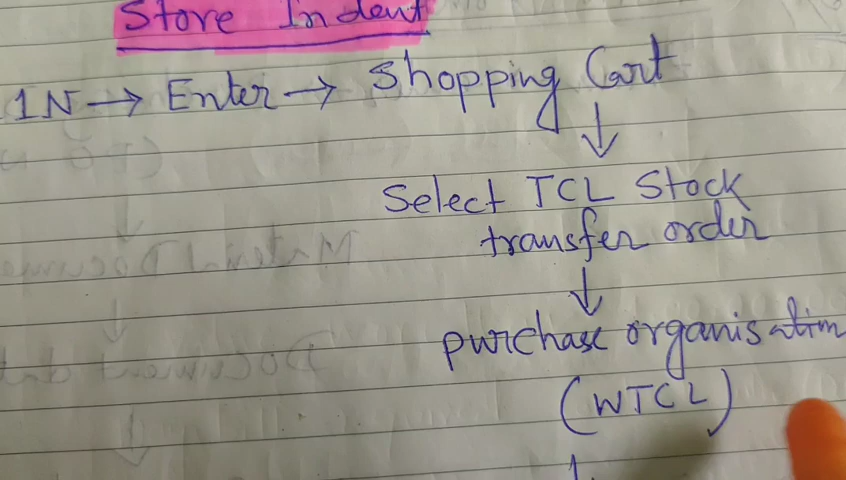 Store Indent
1N → Enter → Shopping Cart
↓
Select TCL Stock
transfer order
↓
purchase organisation
(WTCL)